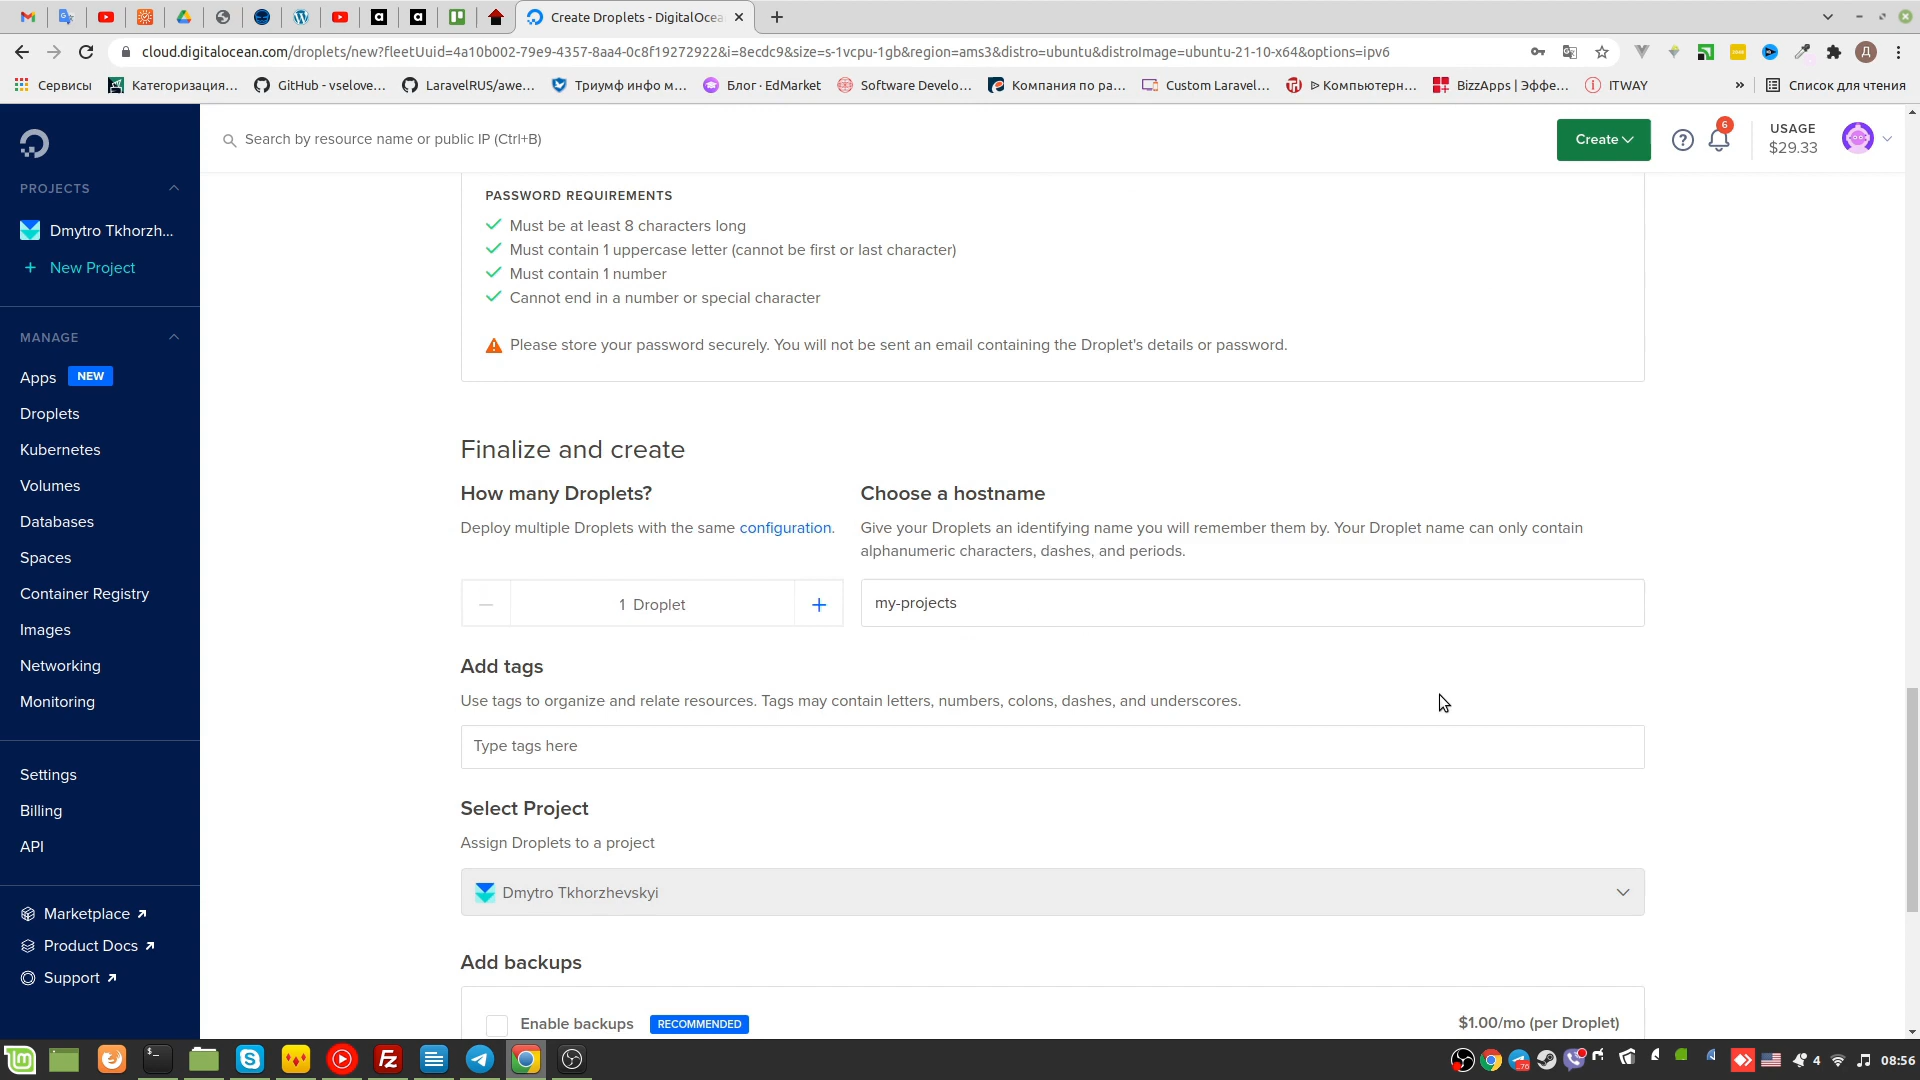 Create Droplets - DigitalOcea
cloud.digitalocean.com/droplets/new?fleetUuid=4a10b002-79e9-4357-8aa4-0c8f19272922&i=8ecdc9&size=s-1vcpu-1gb&region=ams3&distro=ubuntu&distroImage=ubuntu-21-10-x64&options=ipv6
Сервисы
Категоризация...
GitHub - vselove...
LaravelRUS/awe...
Триумф инфо м...
Блог · EdMarket
Software Develo...
Компания по ра...
Custom Laravel...
ᐉ Компьютерн...
BizzApps | Эффе...
ITWAY
»
Список для чтения
Search by resource name or public IP (Ctrl+B)
Create
6
USAGE
$29.33
PROJECTS
Dmytro Tkhorzh...
+ New Project
MANAGE
Apps NEW
Droplets
Kubernetes
Volumes
Databases
Spaces
Container Registry
Images
Networking
Monitoring
Settings
Billing
API
Marketplace
Product Docs
Support
PASSWORD REQUIREMENTS
Must be at least 8 characters long
Must contain 1 uppercase letter (cannot be first or last character)
Must contain 1 number
Cannot end in a number or special character
Please store your password securely. You will not be sent an email containing the Droplet's details or password.
Finalize and create
How many Droplets?
Deploy multiple Droplets with the same configuration.
1 Droplet
Choose a hostname
Give your Droplets an identifying name you will remember them by. Your Droplet name can only contain
alphanumeric characters, dashes, and periods.
my-projects
Add tags
Use tags to organize and relate resources. Tags may contain letters, numbers, colons, dashes, and underscores.
Type tags here
Select Project
Assign Droplets to a project
Dmytro Tkhorzhevskyi
Add backups
Enable backups RECOMMENDED
$1.00/mo (per Droplet)
4
08:56